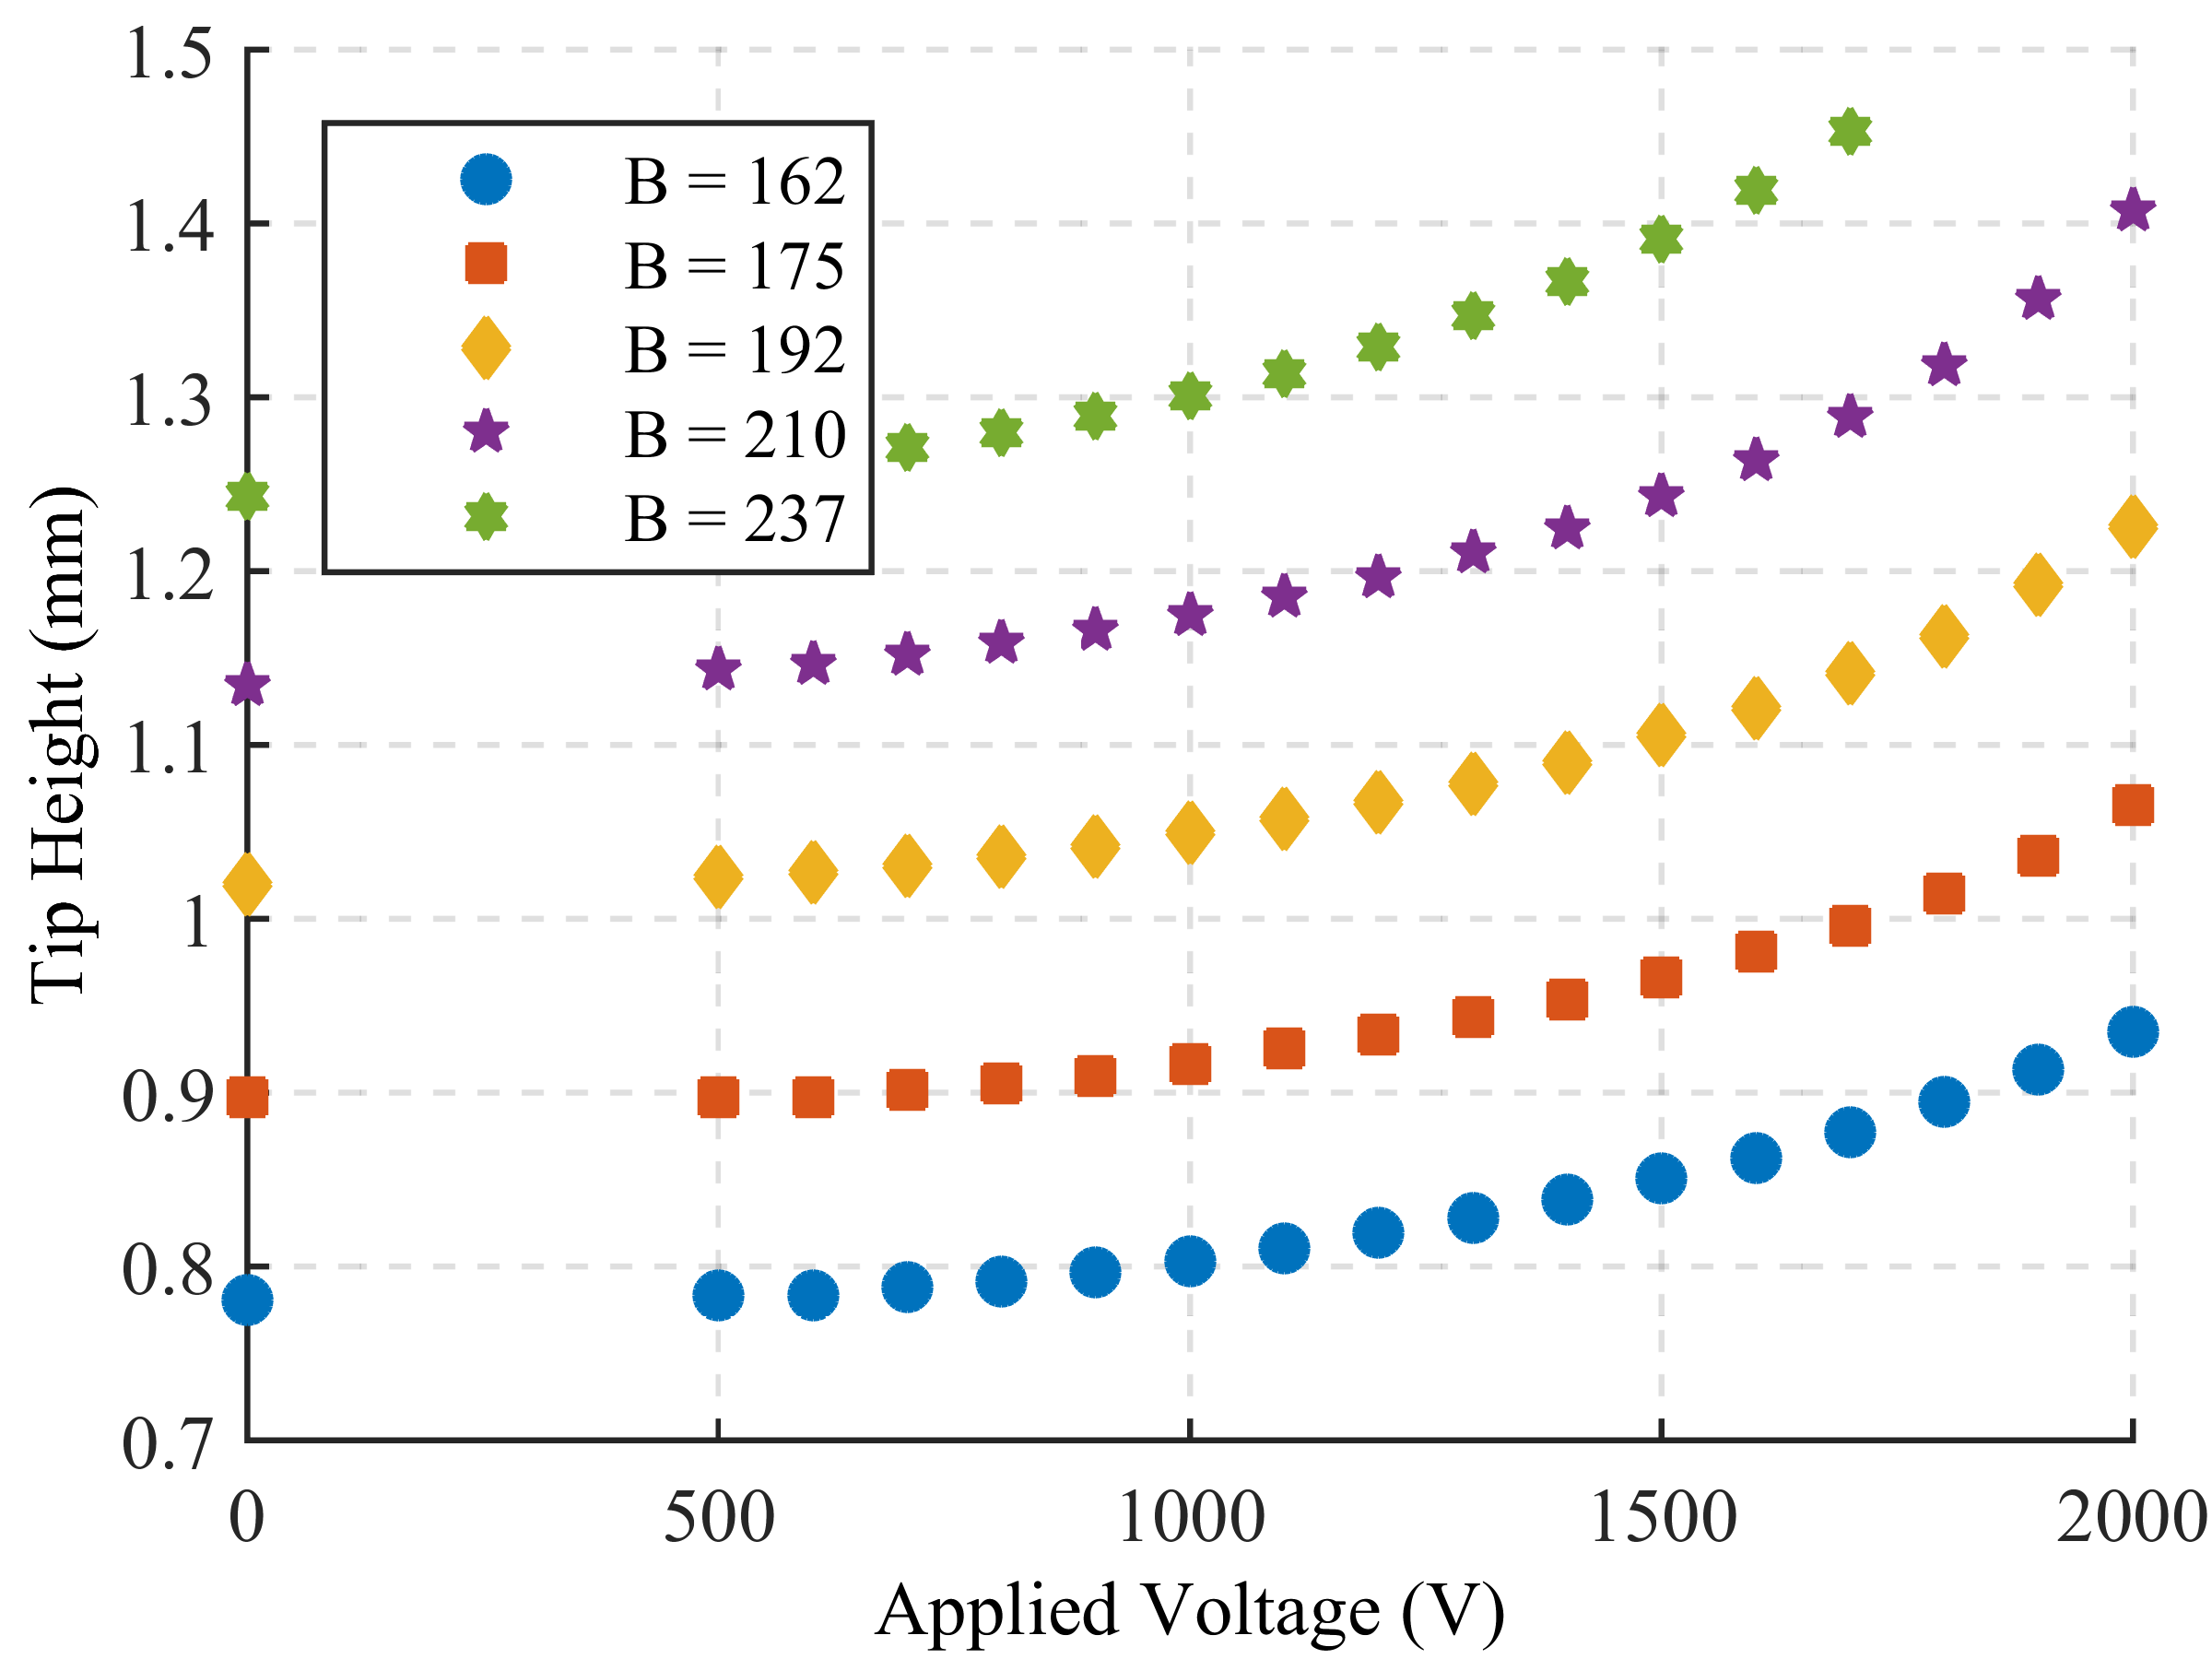 1.5
1.4
1.3
1.2
1.1
1
0.9
0.8
0.7
Tip Height (mm)
B = 162
B = 175
B = 192
B = 210
B = 237
0 500 1000 1500 2000
Applied Voltage (V)